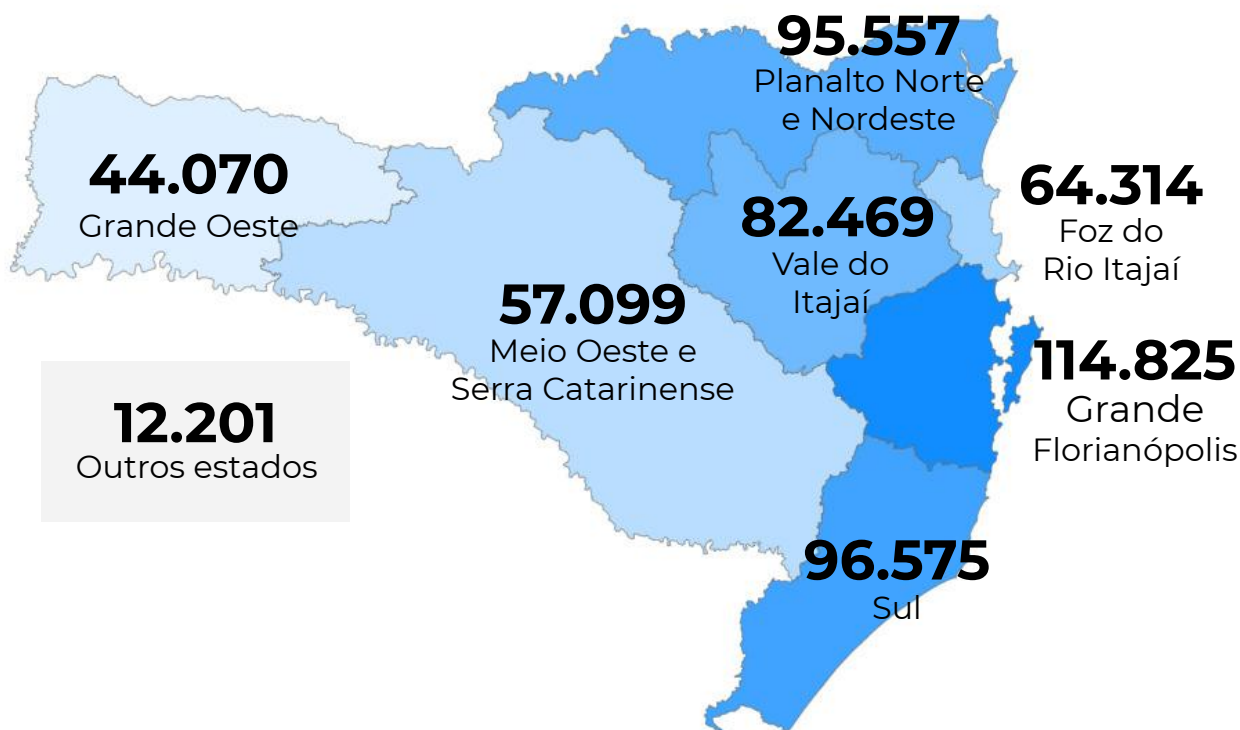 95.557
Planalto Norte
e Nordeste
44.070
Grande Oeste
64.314
Foz do
Rio Itajaí
82.469
Vale do
Itajaí
57.099
Meio Oeste e
Serra Catarinense
114.825
Grande
Florianópolis
12.201
Outros estados
96.575
Sul